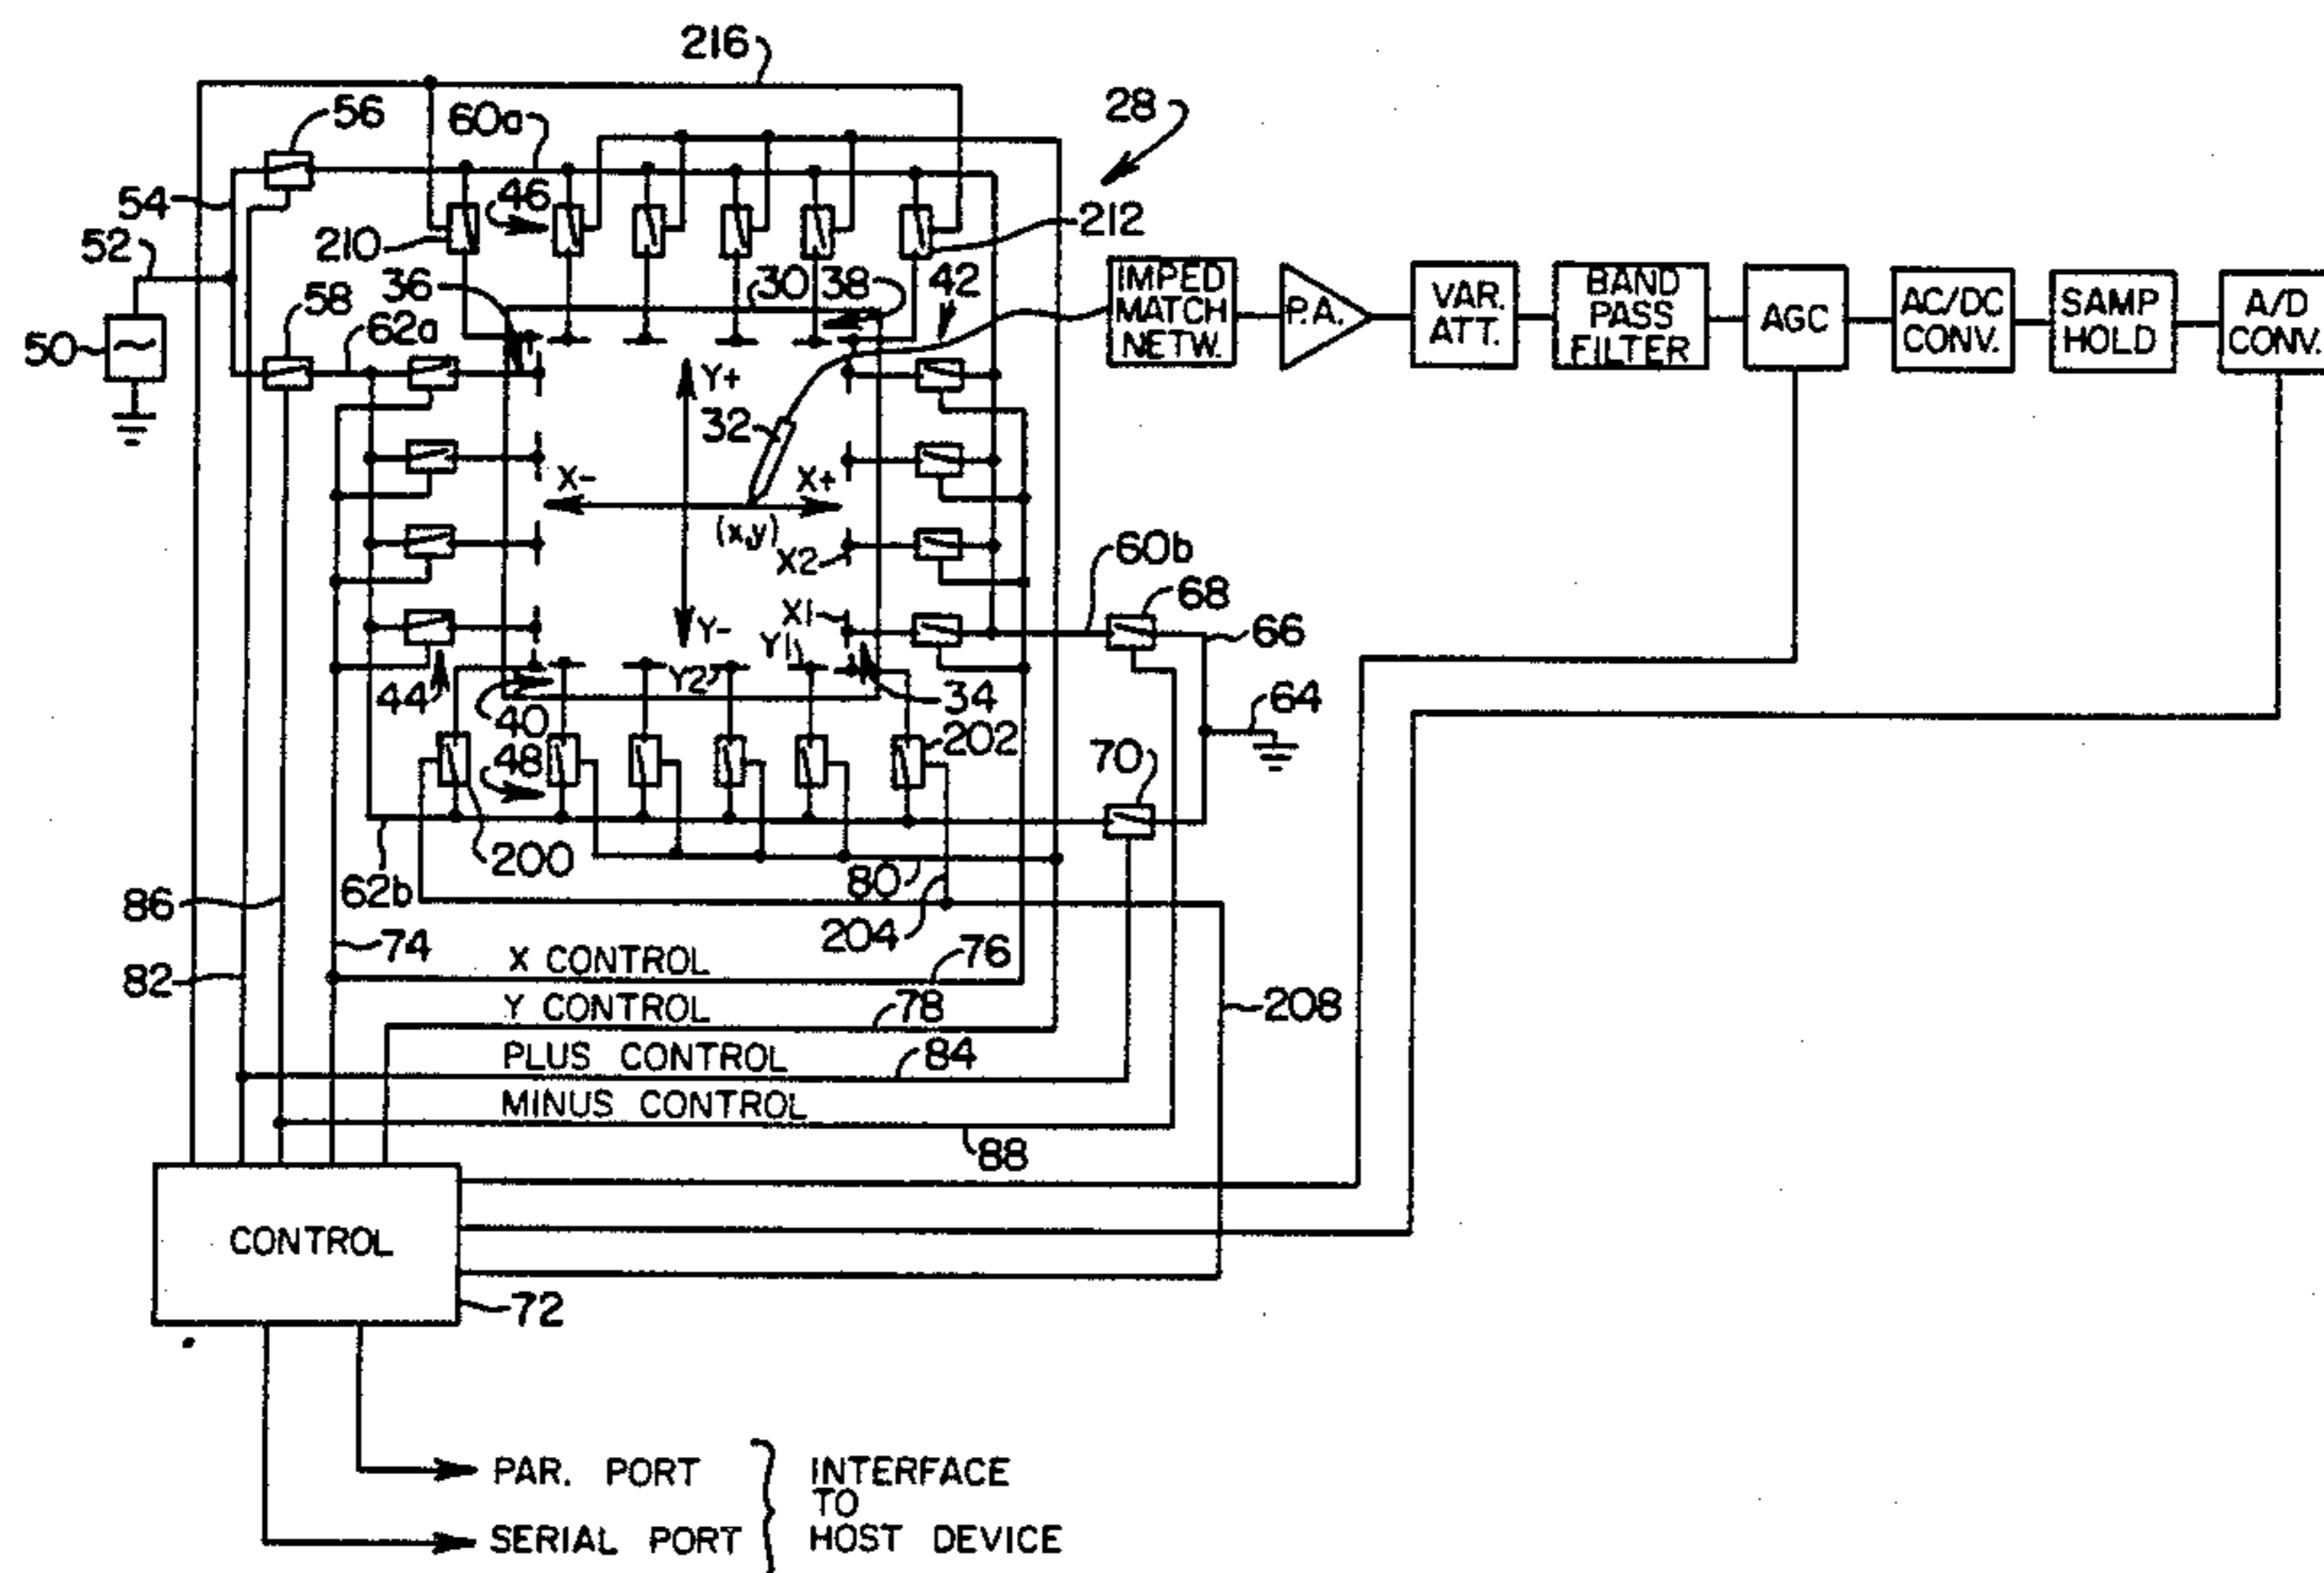 216
56
60a
28
54
46
212
52
210
36
30
38
42
58
62a
50
IMPED
MATCH
NETW.
P.A.
VAR.
ATT.
BAND
PASS
FILTER
AGC
AC/DC
CONV.
SAMP
HOLD
A/D
CONV.
Y+
32
X-
X+
(x,y)
X2
60b
68
X1
Y-
Y1
66
Y2
44
40
34
64
48
202
70
200
62b
80
86
204
74
X CONTROL
76
82
Y CONTROL
78
208
PLUS CONTROL
84
MINUS CONTROL
88
CONTROL
72
PAR. PORT
SERIAL PORT
INTERFACE
TO
HOST DEVICE